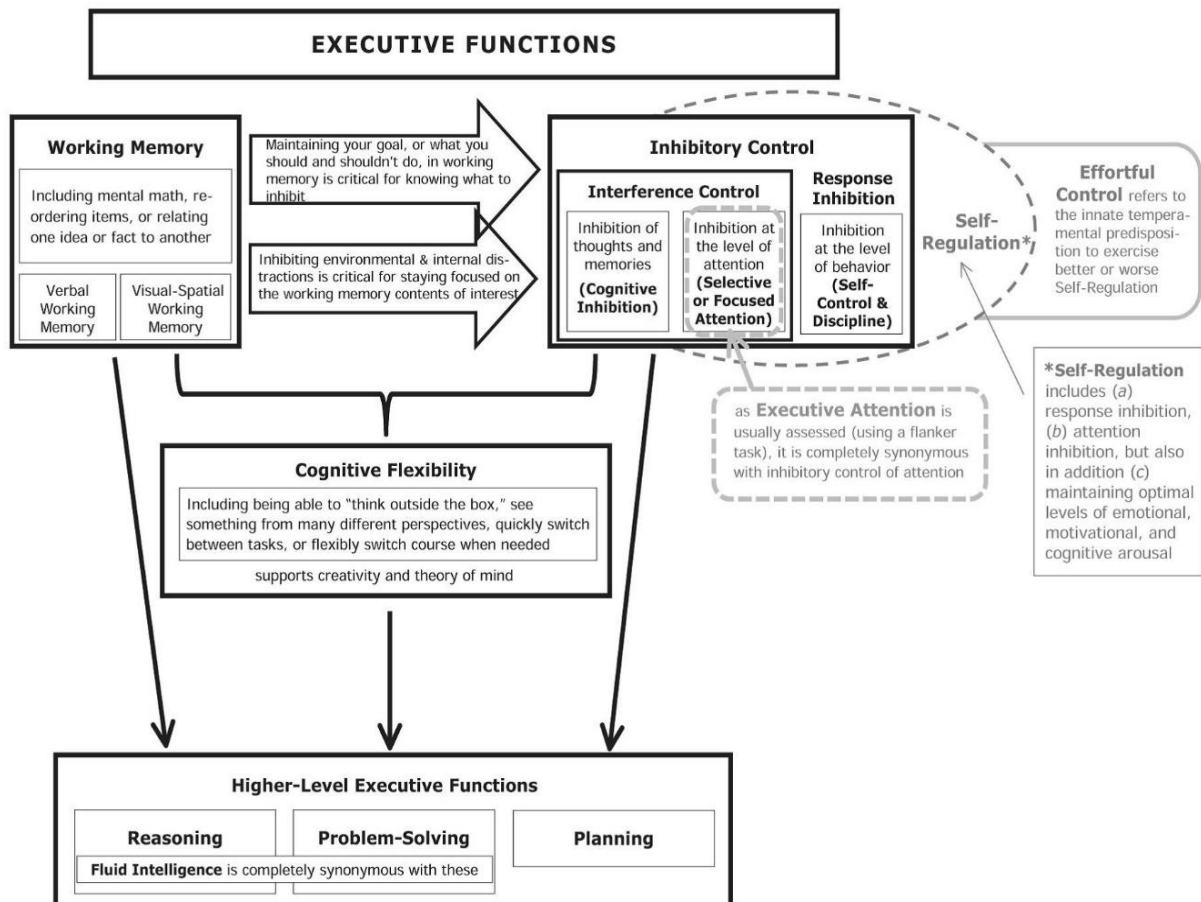 EXECUTIVE FUNCTIONS
Working Memory
Including mental math, re-
ordering items, or relating
one idea or fact to another
Verbal
Working
Memory
Visual-Spatial
Working
Memory
Maintaining your goal, or what you
should and shouldn't do, in working
memory is critical for knowing what to
inhibit
Inhibiting environmental & internal dis-
tractions is critical for staying focused on
the working memory contents of interest
Inhibitory Control
Interference Control
Inhibition of
thoughts and
memories
(Cognitive
Inhibition)
Inhibition at
the level of
attention
(Selective
or Focused
Attention)
Response
Inhibition
Inhibition
at the level
of behavior
(Self-
Control &
Discipline)
Self-
Regulation*
Effortful
Control refers to
the innate tempera-
mental predisposi-
tion to exercise
better or worse
Self-Regulation
as Executive Attention is
usually assessed (using a flanker
task), it is completely synonymous
with inhibitory control of attention
*Self-Regulation
includes (a)
response inhibition,
(b) attention
inhibition, but also
in addition (c)
maintaining optimal
levels of emotional,
motivational, and
cognitive arousal
Cognitive Flexibility
Including being able to “think outside the box,” see
something from many different perspectives, quickly switch
between tasks, or flexibly switch course when needed
supports creativity and theory of mind
Higher-Level Executive Functions
Reasoning
Problem-Solving
Planning
Fluid Intelligence is completely synonymous with these